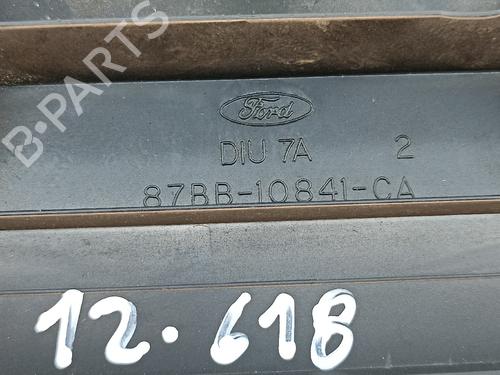 B-PARTS
Ford
DIU 7A 2
87BB-10841-CA
12. 618